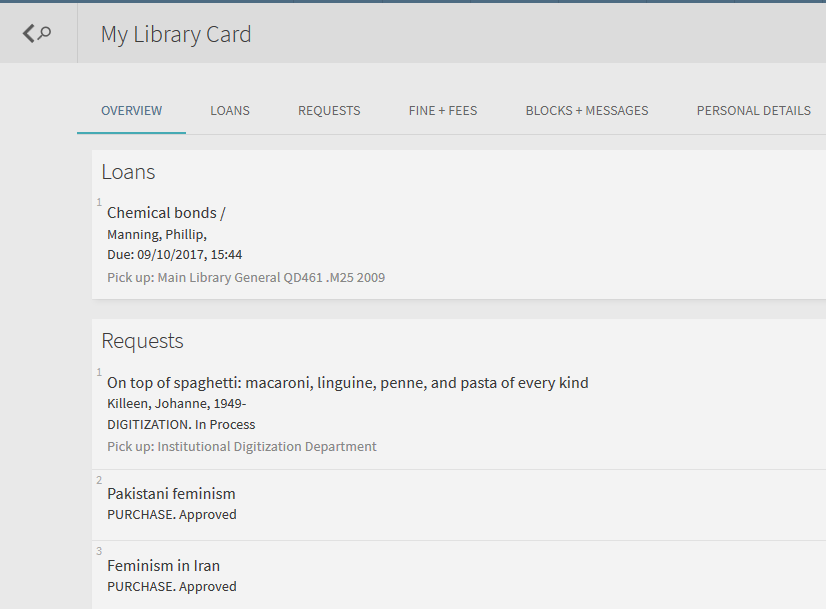 My Library Card
OVERVIEW LOANS REQUESTS FINE + FEES BLOCKS + MESSAGES PERSONAL DETAILS
Loans
1
Chemical bonds /
Manning, Phillip,
Due: 09/10/2017, 15:44
Pick up: Main Library General QD461 .M25 2009
Requests
1
On top of spaghetti: macaroni, linguine, penne, and pasta of every kind
Killeen, Johanne, 1949-
DIGITIZATION. In Process
Pick up: Institutional Digitization Department
2
Pakistani feminism
PURCHASE. Approved
3
Feminism in Iran
PURCHASE. Approved